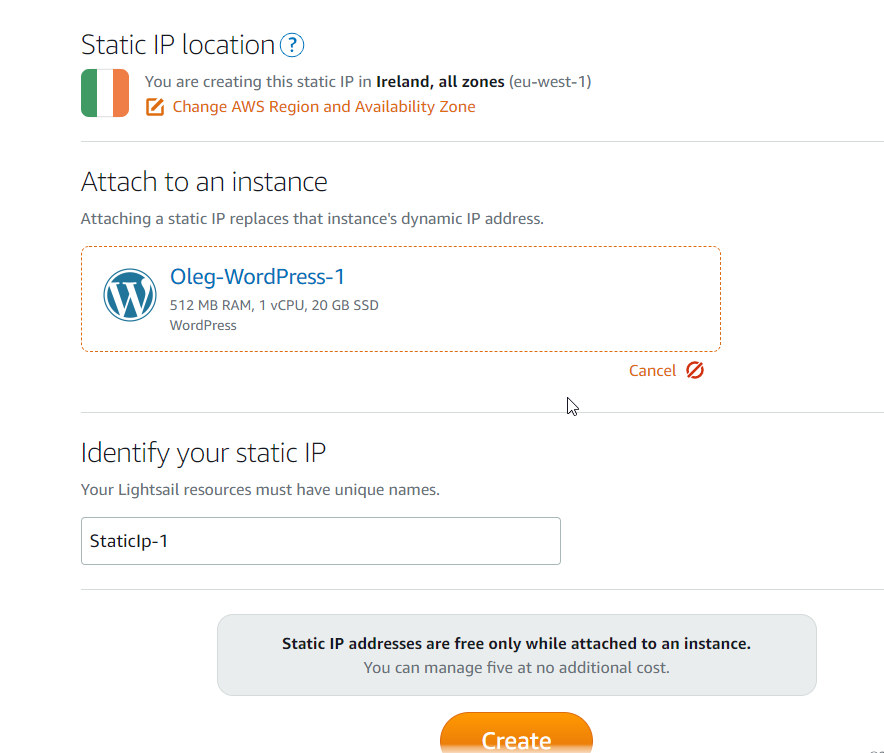 Static IP location ?
You are creating this static IP in Ireland, all zones (eu-west-1)
Change AWS Region and Availability Zone
Attach to an instance
Attaching a static IP replaces that instance's dynamic IP address.
Oleg-WordPress-1
512 MB RAM, 1 vCPU, 20 GB SSD
WordPress
Cancel
Identify your static IP
Your Lightsail resources must have unique names.
StaticIp-1
Static IP addresses are free only while attached to an instance.
You can manage five at no additional cost.
Create